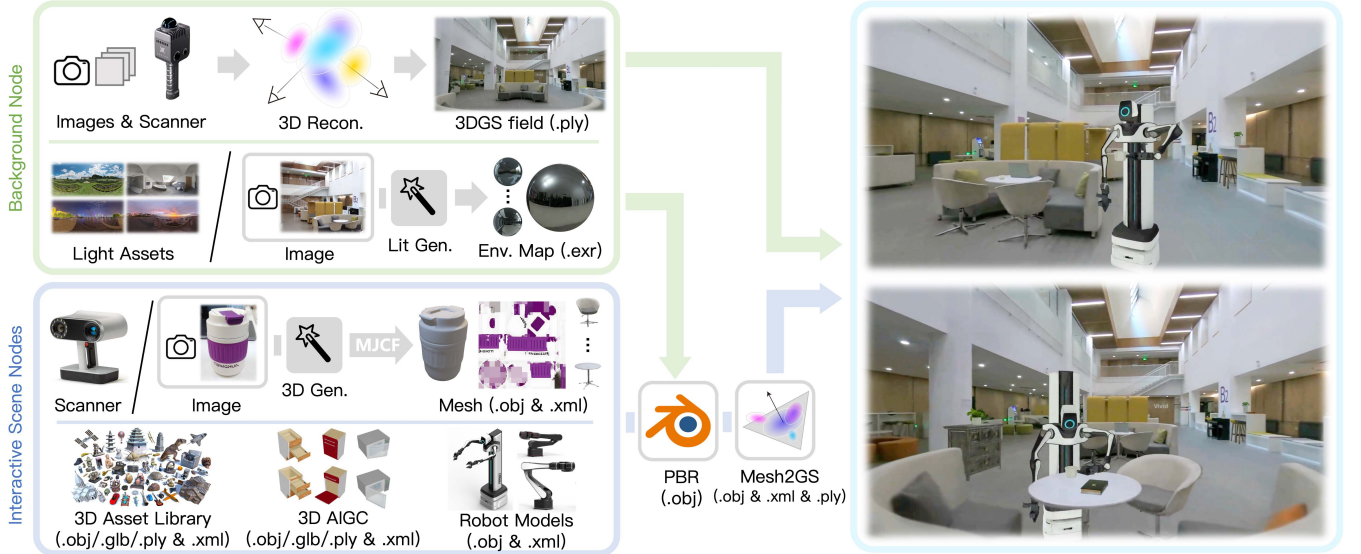 Background Node
Images & Scanner
3D Recon.
3DGS field (.ply)
Light Assets
Image
Lit Gen.
Env. Map (.exr)
Interactive Scene Nodes
Scanner
Image
3D Gen.
MJCF
Mesh (.obj & .xml)
3D Asset Library
(.obj/.glb/.ply & .xml)
3D AIGC
(.obj/.glb/.ply & .xml)
Robot Models
(.obj & .xml)
PBR
(.obj)
Mesh2GS
(.obj & .xml & .ply)
B2
Vivid
B2